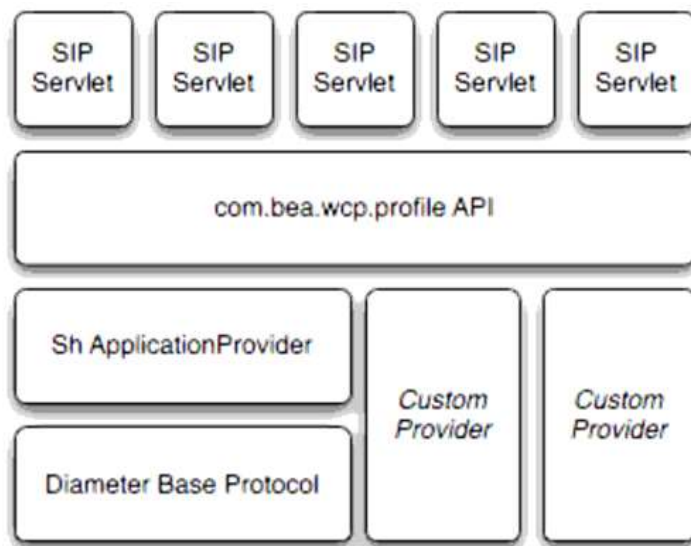 SIP
Servlet
SIP
Servlet
SIP
Servlet
SIP
Servlet
SIP
Servlet
com.bea.wcp.profile API
Sh ApplicationProvider
Custom
Provider
Custom
Provider
Diameter Base Protocol